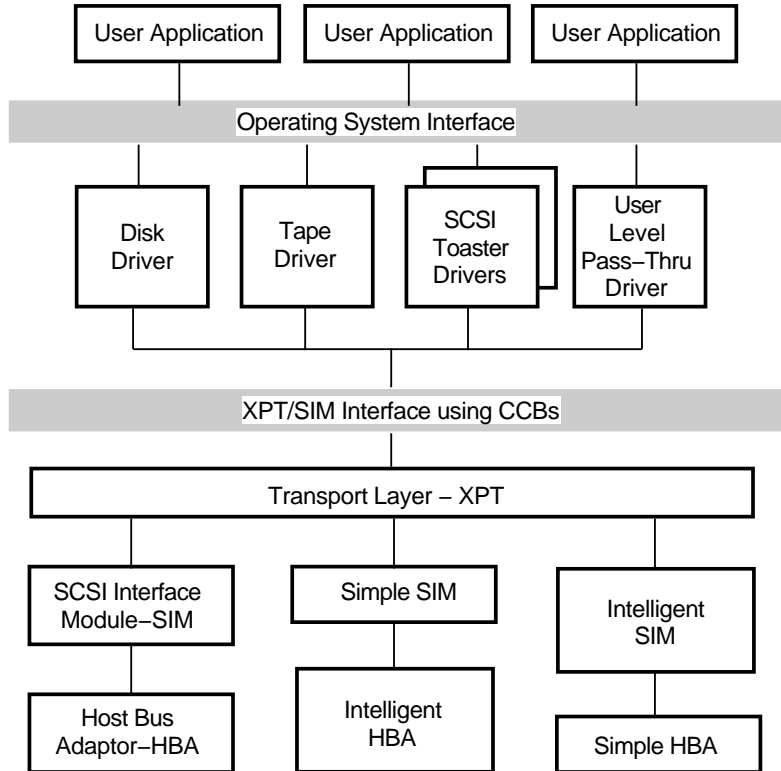 User Application
User Application
User Application
Operating System Interface
Disk
Driver
Tape
Driver
SCSI
Toaster
Drivers
User
Level
Pass−Thru
Driver
XPT/SIM Interface using CCBs
Transport Layer − XPT
SCSI Interface
Module−SIM
Simple SIM
Intelligent
SIM
Host Bus
Adaptor−HBA
Intelligent
HBA
Simple HBA